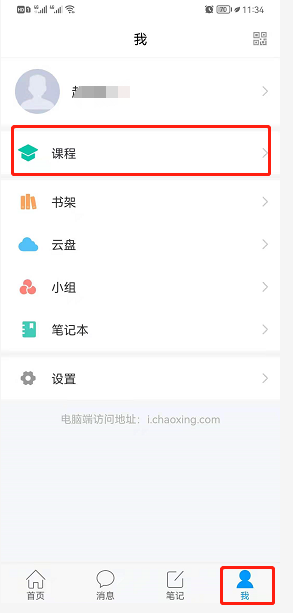 11:34
我
课程
书架
云盘
小组
笔记本
设置
电脑端访问地址：i.chaoxing.com
首页 消息 笔记 我